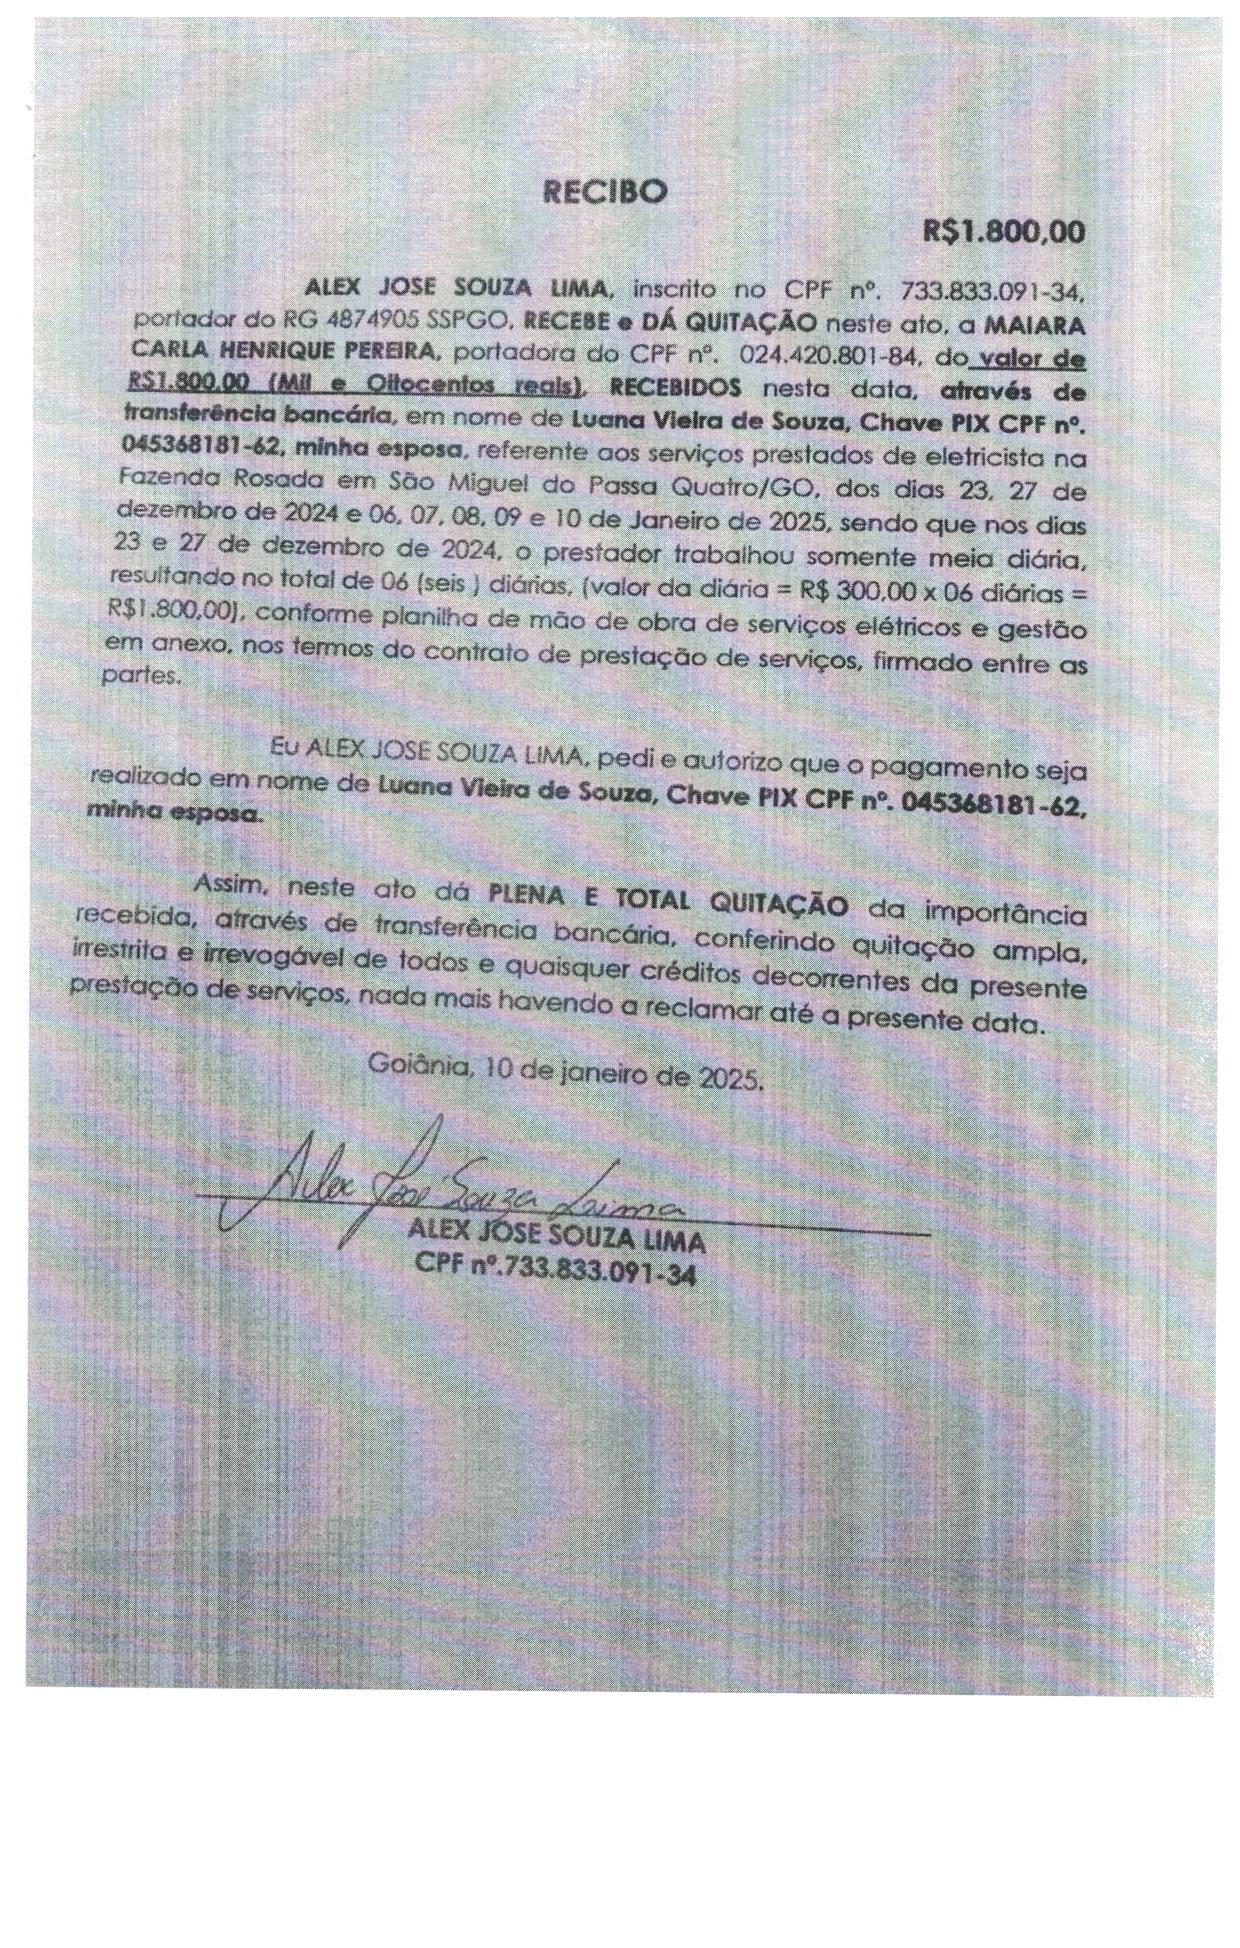 RECIBO
R$1.800,00
ALEX JOSE SOUZA LIMA, inscrito no CPF nº. 733.833.091-34,
portador do RG 4874905 SSPGO, RECEBE e DÁ QUITAÇÃO neste ato, a MAIARA
CARLA HENRIQUE PEREIRA, portadora do CPF nº. 024.420.801-84, do valor de
R$1.800,00 (Mil e Oitocentos reais), RECEBIDOS nesta data, através de
transferência bancária, em nome de Luana Vieira de Souza, Chave PIX CPF nº.
045368181-62, minha esposa, referente aos serviços prestados de eletricista na
Fazenda Rosada em São Miguel do Passa Quatro/GO, dos dias 23, 27 de
dezembro de 2024 e 06, 07, 08, 09 e 10 de Janeiro de 2025, sendo que nos dias
23 e 27 de dezembro de 2024, o prestador trabalhou somente meia diária,
resultando no total de 06 (seis ) diárias, (valor da diária = R$ 300,00 x 06 diárias =
R$1.800,00), conforme planilha de mão de obra de serviços elétricos e gestão
em anexo, nos termos do contrato de prestação de serviços, firmado entre as
partes.
Eu ALEX JOSE SOUZA LIMA, pedi e autorizo que o pagamento seja
realizado em nome de Luana Vieira de Souza, Chave PIX CPF nº. 045368181-62,
minha esposa.
Assim, neste ato dá PLENA E TOTAL QUITAÇÃO da importância
recebida, através de transferência bancária, conferindo quitação ampla,
irrestrita e irrevogável de todos e quaisquer créditos decorrentes da presente
prestação de serviços, nada mais havendo a reclamar até a presente data.
Goiânia, 10 de janeiro de 2025.
Alex Jose Souza Lima
ALEX JOSE SOUZA LIMA
CPF nº.733.833.091-34